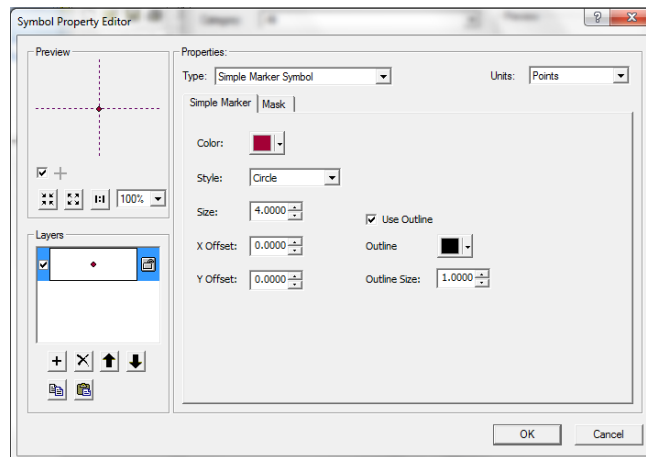 Symbol Property Editor
Preview
100%
Layers
Properties:
Type: Simple Marker Symbol Units: Points
Simple Marker Mask
Color:
Style: Circle
Size: 4.0000 Use Outline
X Offset: 0.0000 Outline
Y Offset: 0.0000 Outline Size: 1.0000
OK Cancel